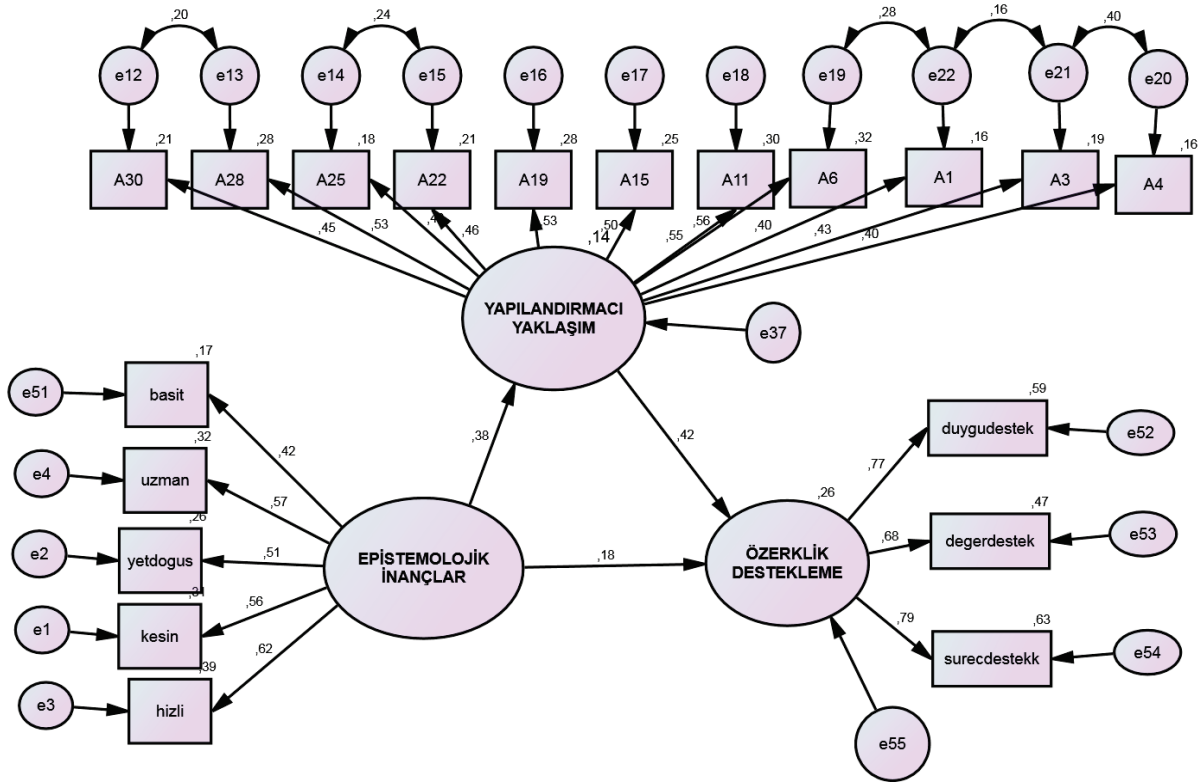 ,20
,24
,28
,16
,40
e12
e13
e14
e15
e16
e17
e18
e19
e22
e21
e20
,21
,28
,18
,21
,28
,25
,30
,32
,16
,19
,16
A30
A28
A25
A22
A19
A15
A11
A6
A1
A3
A4
,45
,53
,46
,53
,50
,55
,56
,40
,43
,40
,14
YAPILANDIRMACI
YAKLAŞIM
e37
,17
e51
basit
,42
,32
e4
uzman
,57
,26
e2
yetdogus
,51
,31
e1
kesin
,56
,39
e3
hizli
,62
,38
EPİSTEMOLOJİK
İNANÇLAR
,42
,18
,26
ÖZERKLİK
DESTEKLEME
,59
duygudestek
e52
,77
,47
degerdestek
e53
,68
,63
surecdestekk
e54
,79
e55